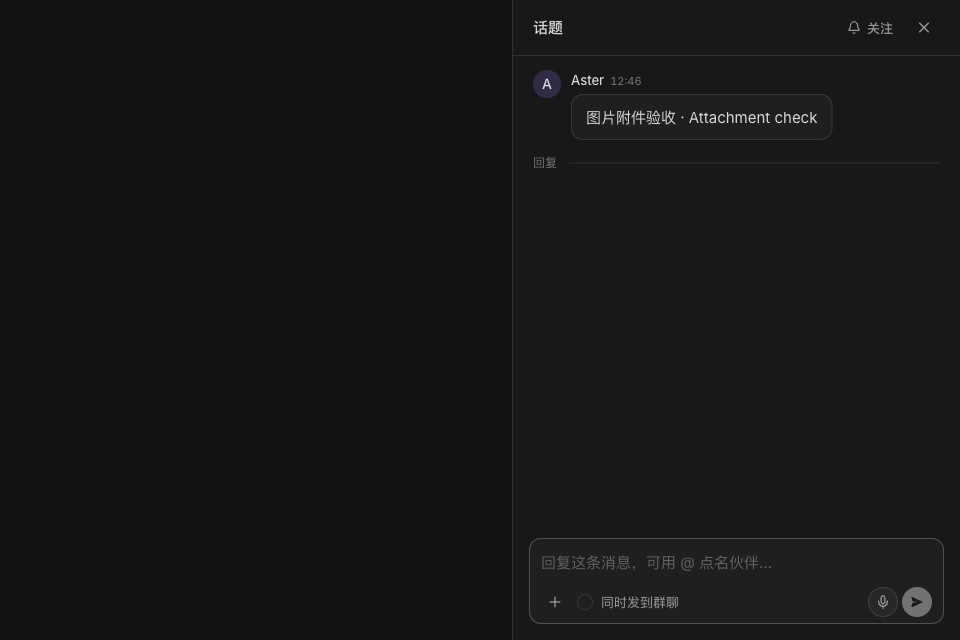 话题
关注
A
Aster 12:46
图片附件验收 · Attachment check
回复
回复这条消息，可用 @ 点名伙伴...
同时发到群聊